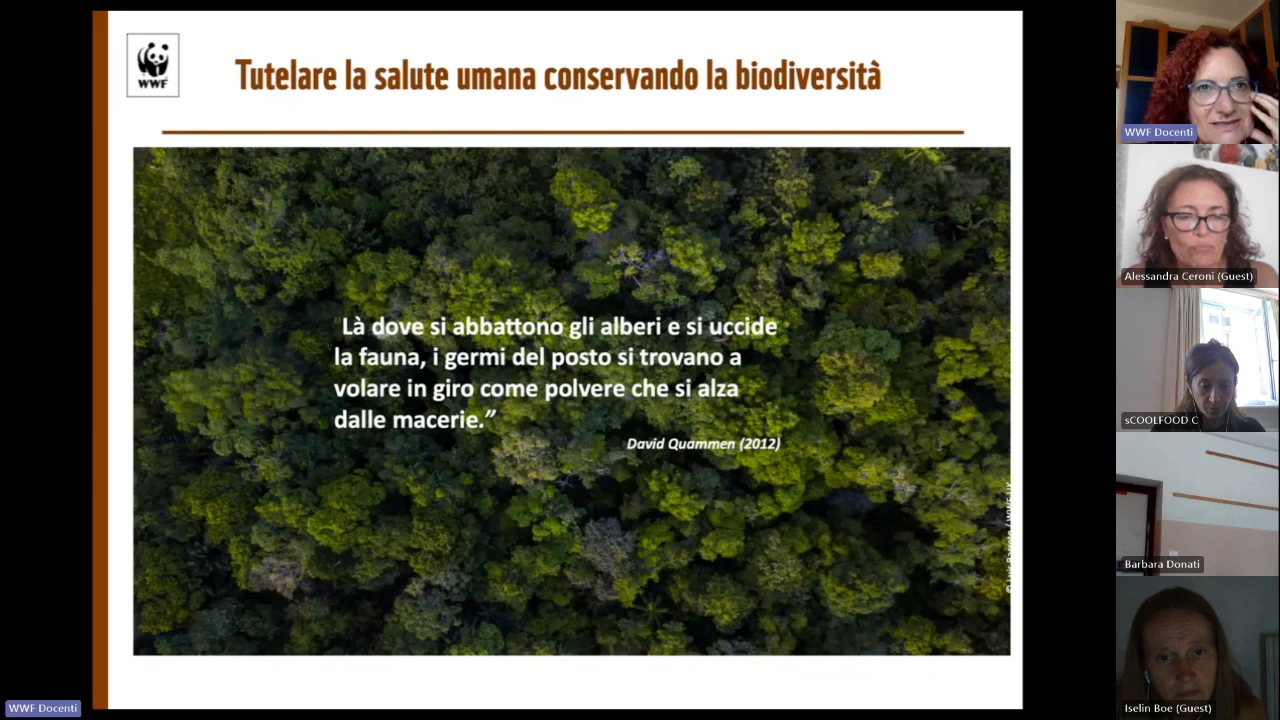 WWF
Tutelare la salute umana conservando la biodiversità
Là dove si abbattono gli alberi e si uccide
la fauna, i germi del posto si trovano a
volare in giro come polvere che si alza
dalle macerie.”
David Quammen (2012)
WWF Docenti
WWF Docenti
Alessandra Ceroni (Guest)
sCOOLFOOD C
Barbara Donati
Iselin Boe (Guest)